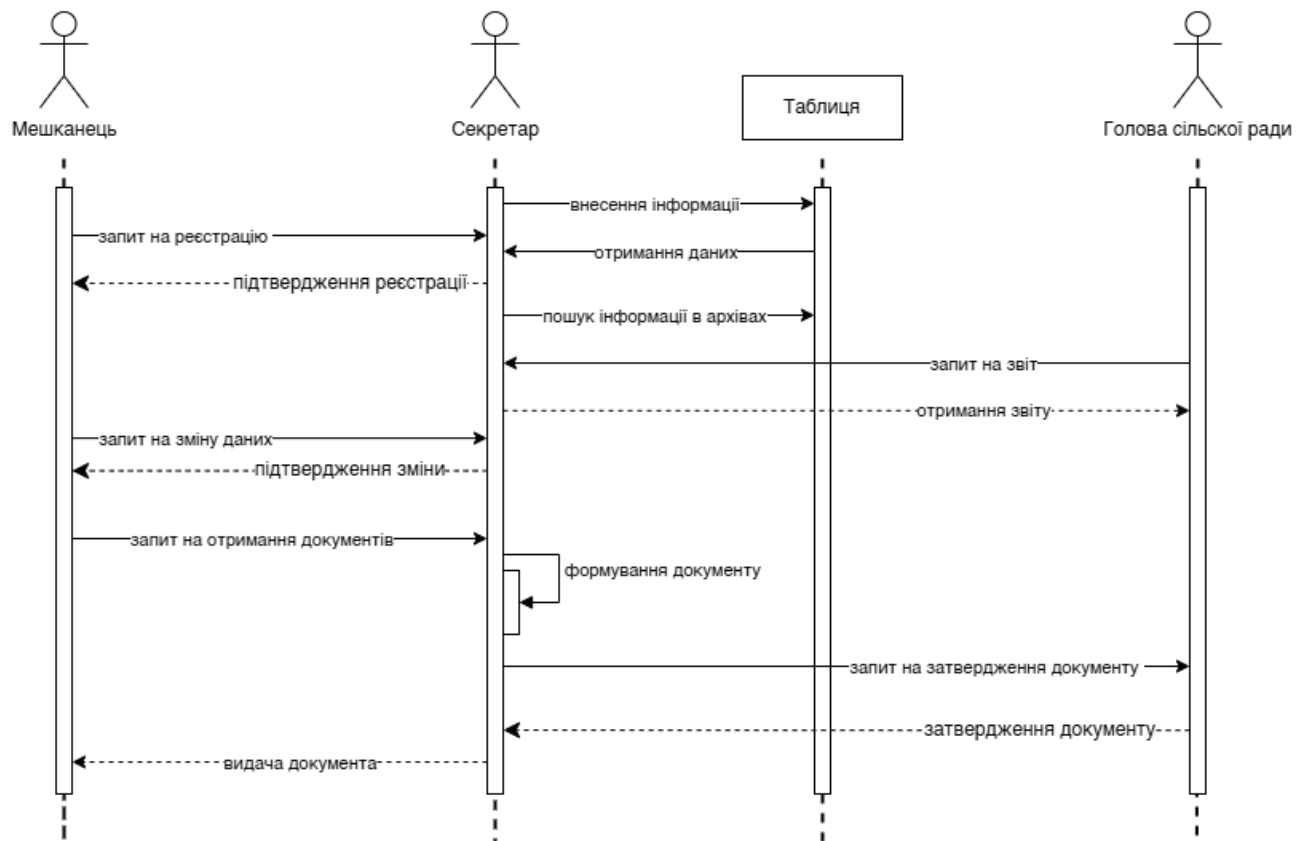 Мешканець
Секретар
Таблиця
Голова сільскої ради
внесення інформації
запит на реєстрацію
отримання даних
підтвердження реєстрації
пошук інформації в архівах
запит на звіт
отримання звіту
запит на зміну даних
підтвердження зміни
запит на отримання документів
формування документу
запит на затвердження документу
затвердження документу
видача документа